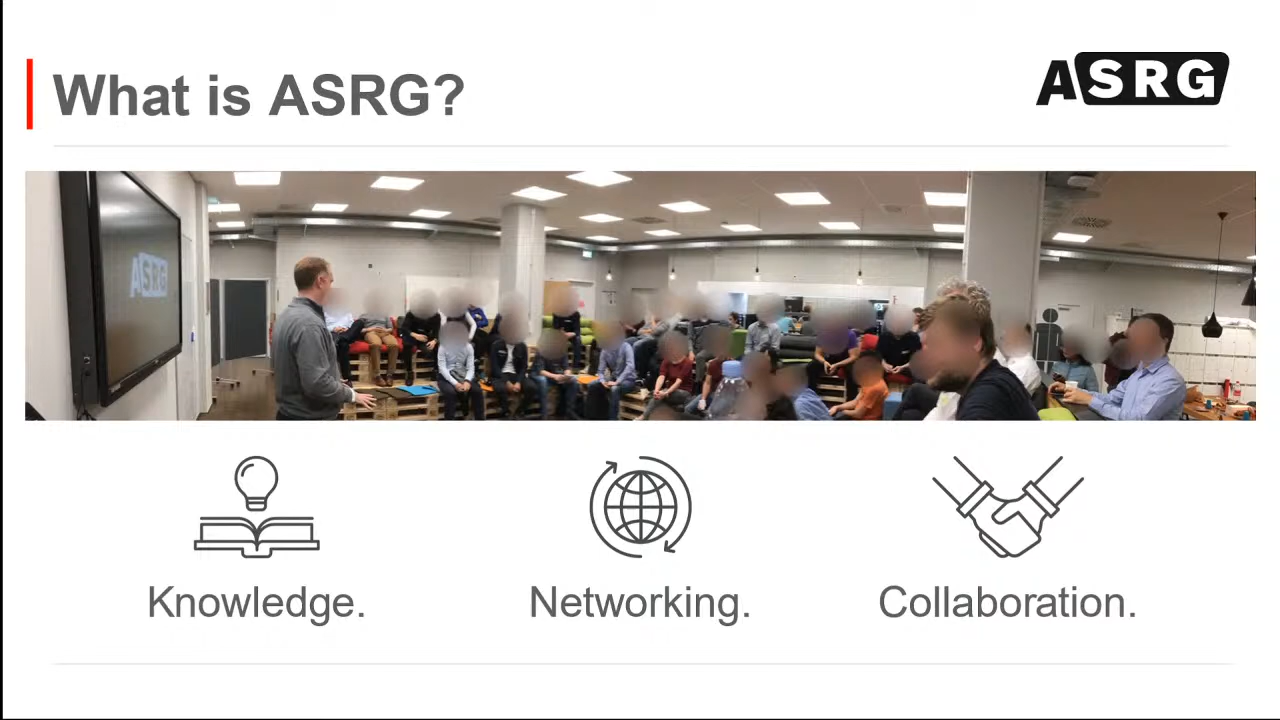 What is ASRG?
ASRG
ASRG
Knowledge.
Networking.
Collaboration.